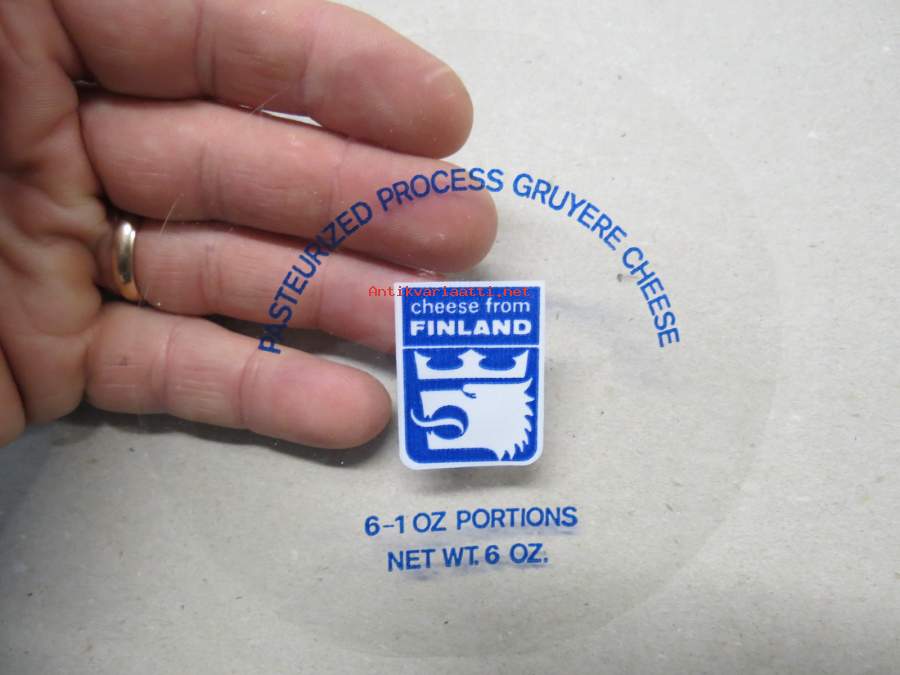 PASTEURIZED PROCESS GRUYERE CHEESE
Antikvariaatti.net
cheese from
FINLAND
6-1 OZ PORTIONS
NET WT. 6 OZ.